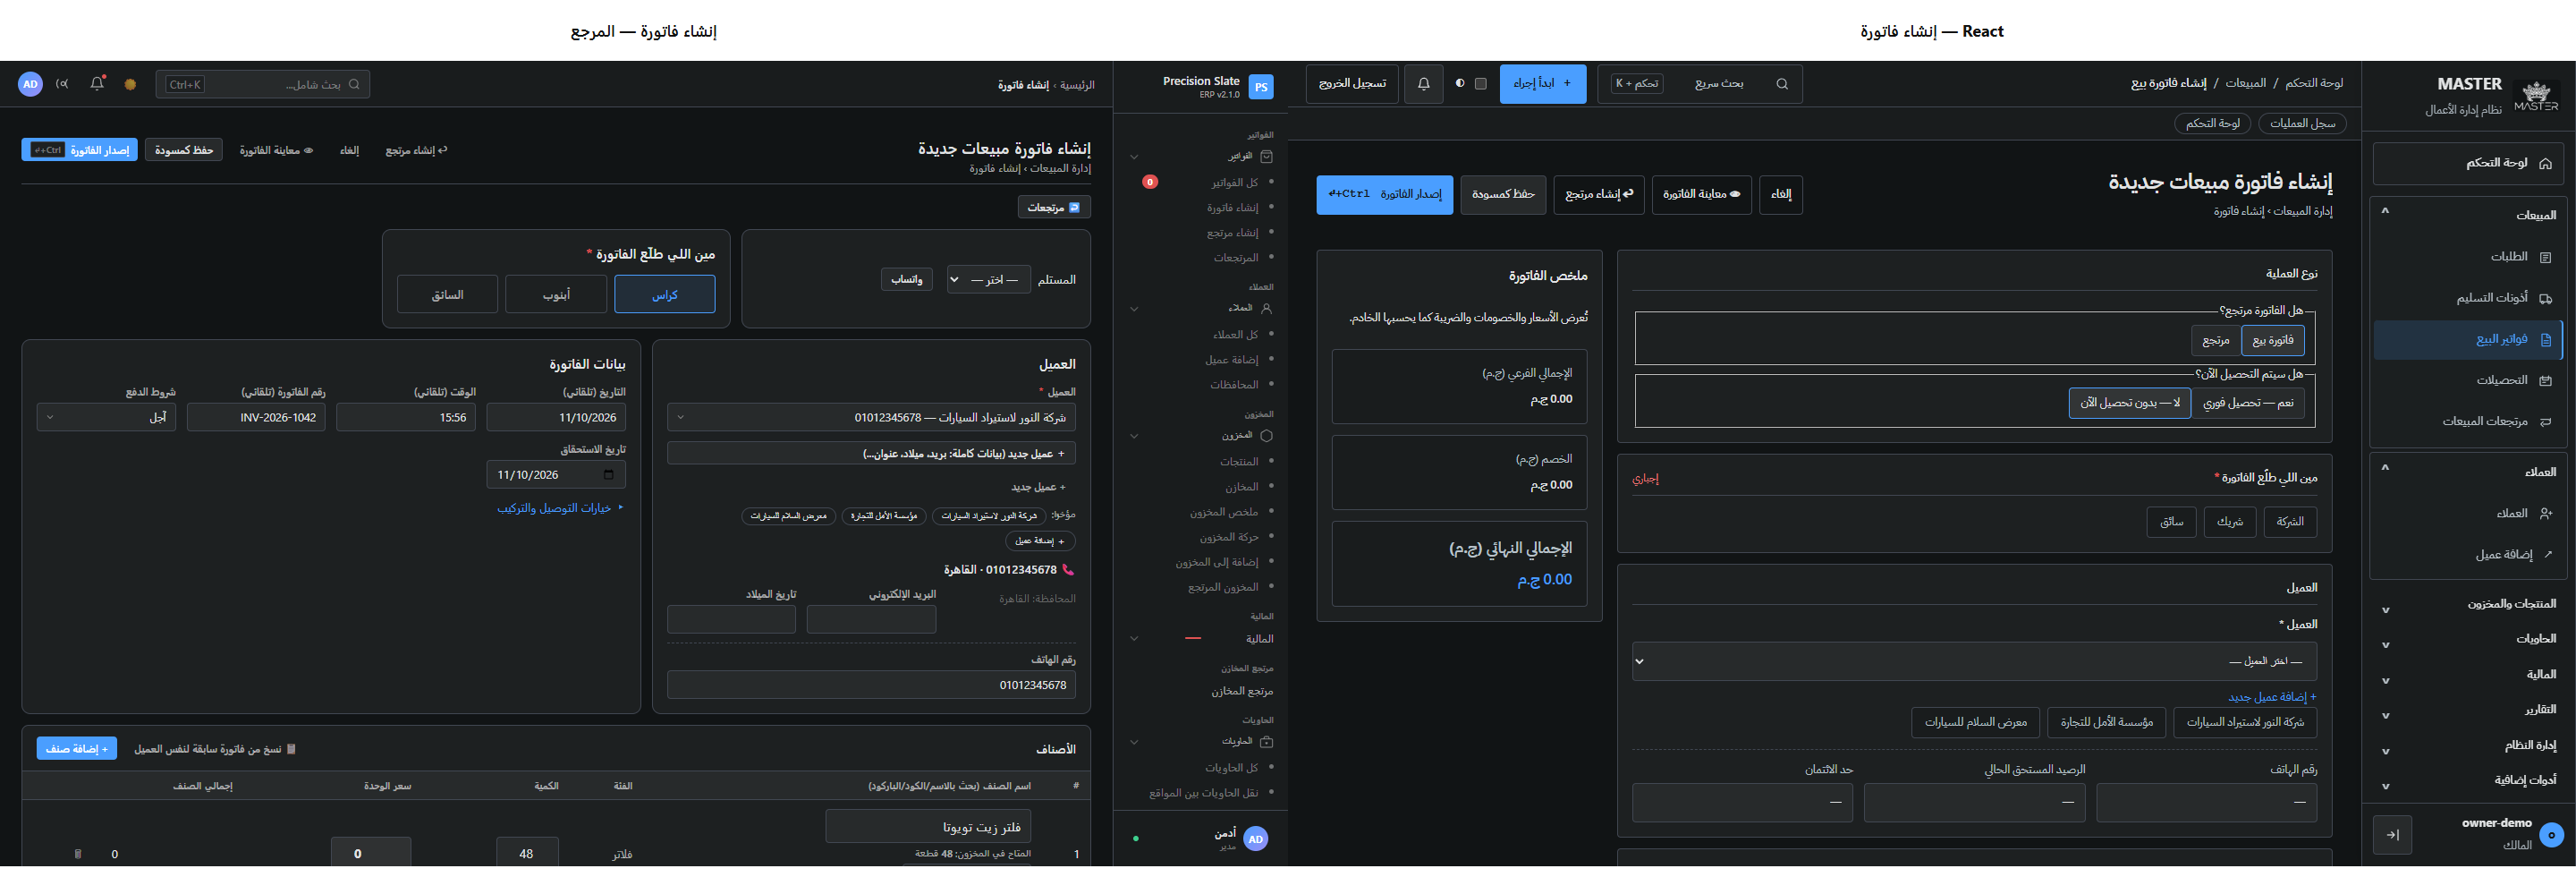 React — إنشاء فاتورة
إنشاء فاتورة — المرجع
MASTER
نظام إدارة الأعمال
MASTER
لوحة التحكم
المبيعات
الطلبات
أذونات التسليم
فواتير البيع
التحصيلات
مرتجعات المبيعات
العملاء
العملاء
إضافة عميل
المنتجات والمخزون
الحاويات
المالية
التقارير
إدارة النظام
أدوات إضافية
owner-demo
المالك
لوحة التحكم / المبيعات / إنشاء فاتورة بيع
بحث سريع
تحكم + K
+ ابدأ إجراء
تسجيل الخروج
سجل العمليات
لوحة التحكم
إنشاء فاتورة مبيعات جديدة
إدارة المبيعات › إنشاء فاتورة
إلغاء
معاينة الفاتورة
إنشاء مرتجع
حفظ كمسودة
إصدار الفاتورة Ctrl+↵
نوع العملية
هل الفاتورة مرتجع؟
فاتورة بيع
مرتجع
هل سيتم التحصيل الآن؟
نعم — تحصيل فوري
لا — بدون تحصيل الآن
مين اللي طلّع الفاتورة *
إجباري
الشركة
شريك
سائق
العميل
العميل *
— اختر العميل —
+ إضافة عميل جديد
شركة النور لاستيراد السيارات
مؤسسة الأمل للتجارة
معرض السلام للسيارات
رقم الهاتف
الرصيد المستحق الحالي
حد الائتمان
—
—
—
ملخص الفاتورة
تُعرض الأسعار والخصومات والضريبة كما يحسبها الخادم.
الإجمالي الفرعي (ج.م)
0.00 ج.م
الخصم (ج.م)
0.00 ج.م
الإجمالي النهائي (ج.م)
0.00 ج.م
Precision Slate
ERP v2.1.0
PS
الفواتير
الفواتير
كل الفواتير
0
إنشاء فاتورة
إنشاء مرتجع
المرتجعات
العملاء
العملاء
كل العملاء
إضافة عميل
المحافظات
المخزون
المخزون
المنتجات
المخازن
ملخص المخزون
حركة المخزون
إضافة إلى المخزون
المخزون المرتجع
المالية
المالية
مرتجع المخازن
مرتجع المخازن
الحاويات
الحاويات
كل الحاويات
نقل الحاويات بين المواقع
AD
أدمن
مدير
الرئيسية › إنشاء فاتورة
بحث شامل...
Ctrl+K
AD
إنشاء فاتورة مبيعات جديدة
إدارة المبيعات › إنشاء فاتورة
إنشاء مرتجع
إلغاء
معاينة الفاتورة
حفظ كمسودة
إصدار الفاتورة Ctrl+↵
مرتجعات
المستلم
— اختر —
واتساب
مين اللي طلّع الفاتورة *
كراس
أبنوب
السائق
العميل
العميل *
شركة النور لاستيراد السيارات — 01012345678
+ عميل جديد (بيانات كاملة: بريد، ميلاد، عنوان...)
+ عميل جديد
مؤخرا:
شركة النور لاستيراد السيارات
مؤسسة الأمل للتجارة
معرض السلام للسيارات
+ إضافة عميل
01012345678 · القاهرة
المحافظة: القاهرة
البريد الإلكتروني
تاريخ الميلاد
رقم الهاتف
01012345678
بيانات الفاتورة
التاريخ (تلقائي)
11/10/2026
الوقت (تلقائي)
15:56
رقم الفاتورة (تلقائي)
INV-2026-1042
شروط الدفع
آجل
تاريخ الاستحقاق
11/10/2026
خيارات التوصيل والتركيب
الأصناف
نسخ من فاتورة سابقة لنفس العميل
+ إضافة صنف
# اسم الصنف (بحث بالاسم/الكود/الباركود) الفئة الكمية سعر الوحدة إجمالي الصنف
1
فلتر زيت تويوتا
المتاح في المخزون: 48 قطعة
فلاتر
48
0
0